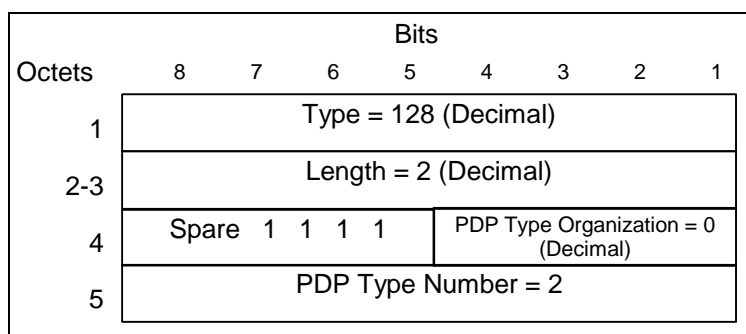 Bits
Octets 8 7 6 5 4 3 2 1
1 Type = 128 (Decimal)
2-3 Length = 2 (Decimal)
4 Spare 1 1 1 1 PDP Type Organization = 0
(Decimal)
5 PDP Type Number = 2